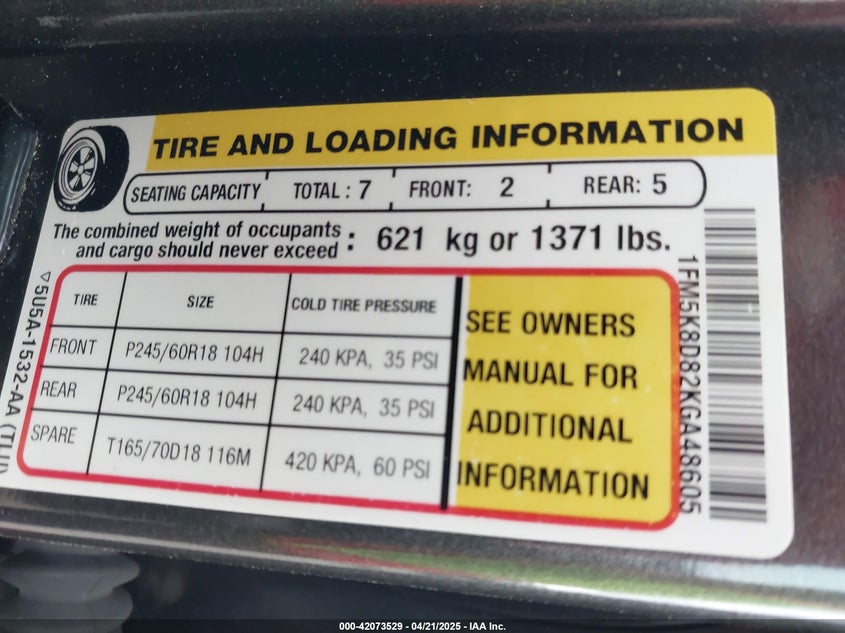 TIRE AND LOADING INFORMATION
SEATING CAPACITY TOTAL : 7 FRONT: 2 REAR: 5
The combined weight of occupants
and cargo should never exceed : 621 kg or 1371 lbs.
TIRE SIZE COLD TIRE PRESSURE
FRONT P245/60R18 104H 240 KPA, 35 PSI
REAR P245/60R18 104H 240 KPA, 35 PSI
SPARE T165/70D18 116M 420 KPA, 60 PSI
SEE OWNERS
MANUAL FOR
ADDITIONAL
INFORMATION
5U5A-1532-AA
1FM5K8D82KGA48605
000-42073529 - 04/21/2025 - IAA Inc.